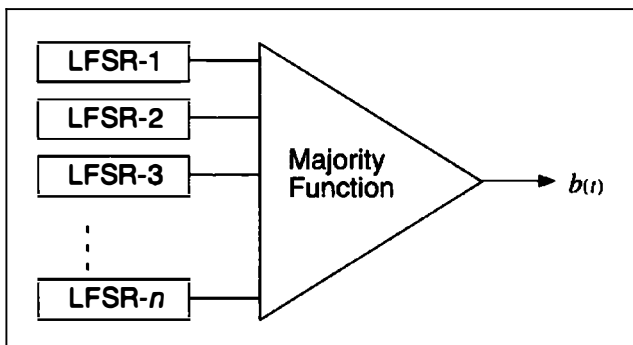 LFSR-1
LFSR-2
LFSR-3
LFSR-n
Majority
Function
b(t)